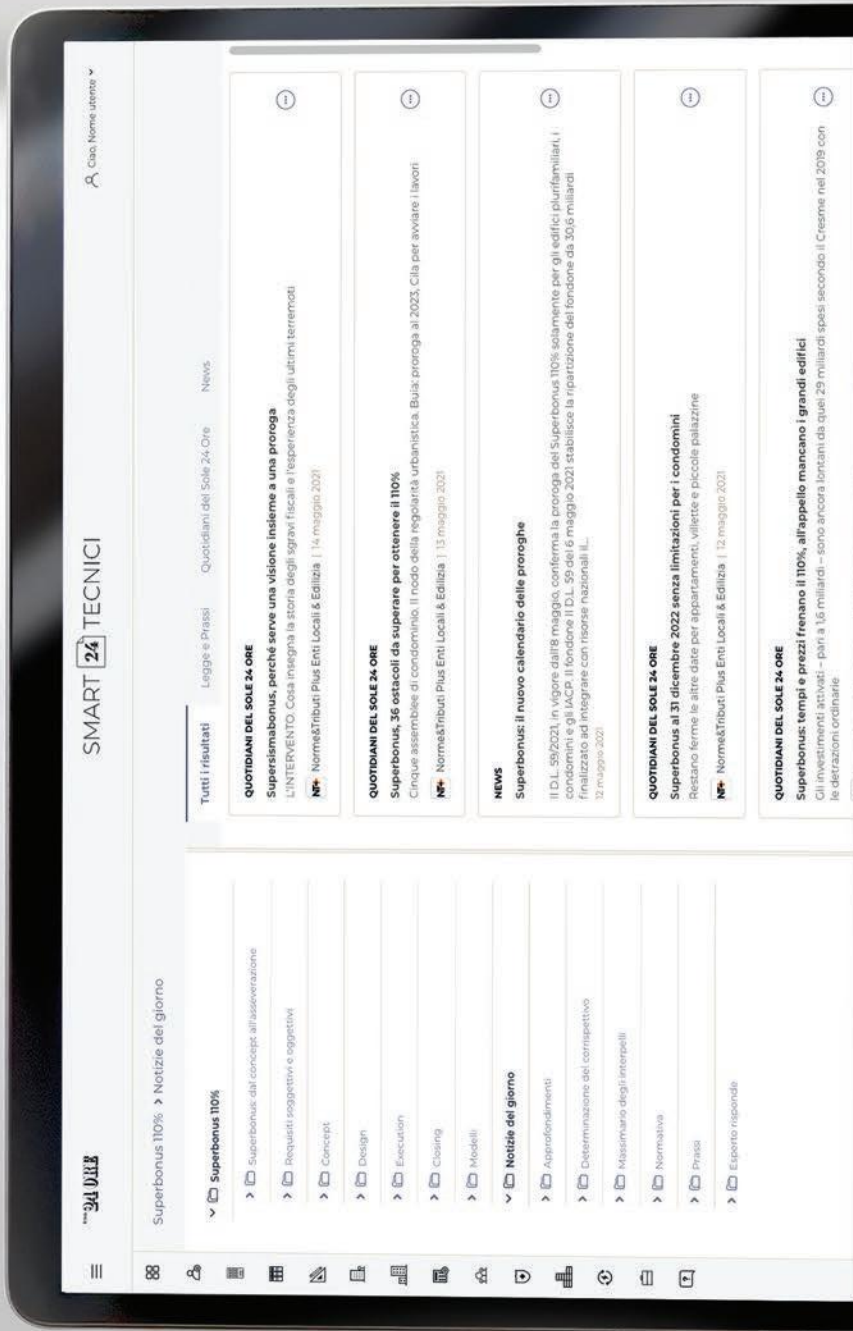 24 ORE
SMART 24 TECNICI
Ciao, Nome utente
Superbonus 110% > Notizie del giorno
Superbonus 110%
Superbonus: dal concept all'asseverazione
Requisiti soggettivi e oggettivi
Concept
Design
Execution
Closing
Modelli
Notizie del giorno
Approfondimenti
Determinazione del corrispettivo
Massimario degli interpelli
Normativa
Prassi
Esperto risponde
Tutti i risultati Legge e Prassi Quotidiani del Sole 24 Ore News
QUOTIDIANI DEL SOLE 24 ORE
Supersismabonus, perché serve una visione insieme a una proroga
L'INTERVENTO. Cosa insegna la storia degli sgravi fiscali e l'esperienza degli ultimi terremoti
NT+ Norme&Tributi Plus Enti Locali & Edilizia | 14 maggio 2021
QUOTIDIANI DEL SOLE 24 ORE
Superbonus, 36 ostacoli da superare per ottenere il 110%
Cinque assemblee di condominio. Il nodo della regolarità urbanistica. Buia: proroga al 2023, Cila per avviare i lavori
NT+ Norme&Tributi Plus Enti Locali & Edilizia | 13 maggio 2021
NEWS
Superbonus: il nuovo calendario delle proroghe
Il D.L. 59/2021, in vigore dall'8 maggio, conferma la proroga del Superbonus 110% solamente per gli edifici plurifamiliari, i
condomini e gli IACP. Il fondone Il D.L. 59 del 6 maggio 2021 stabilisce la ripartizione del fondone da 30,6 miliardi
finalizzato ad integrare con risorse nazionali il...
12 maggio 2021
QUOTIDIANI DEL SOLE 24 ORE
Superbonus al 31 dicembre 2022 senza limitazioni per i condomini
Restano ferme le altre date per appartamenti, villette e piccole palazzine
NT+ Norme&Tributi Plus Enti Locali & Edilizia | 12 maggio 2021
QUOTIDIANI DEL SOLE 24 ORE
Superbonus: tempi e prezzi frenano il 110%, all'appello mancano i grandi edifici
Gli investimenti attivati – pari a 1,6 miliardi – sono ancora lontani da quei 29 miliardi spesi secondo il Cresme nel 2019 con
le detrazioni ordinarie